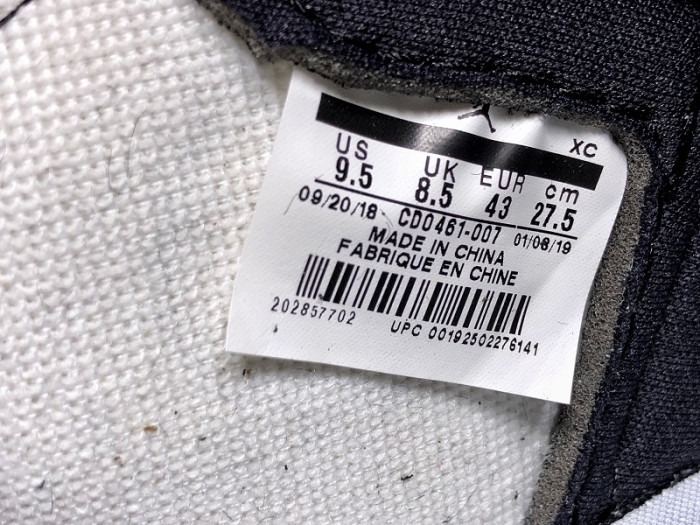 XC
US UK EUR cm
9.5 8.5 43 27.5
09/20/18 CD0461-007 01/08/19
MADE IN CHINA
FABRIQUE EN CHINE
202857702 UPC 00192502276141